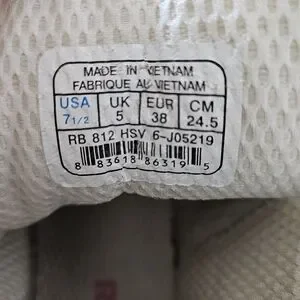 MADE IN VIETNAM
FABRIQUE AU VIETNAM
USA UK EUR CM
7 1/2 5 38 24.5
RB 812 HSV 6-J05219
8 83618 86319 5